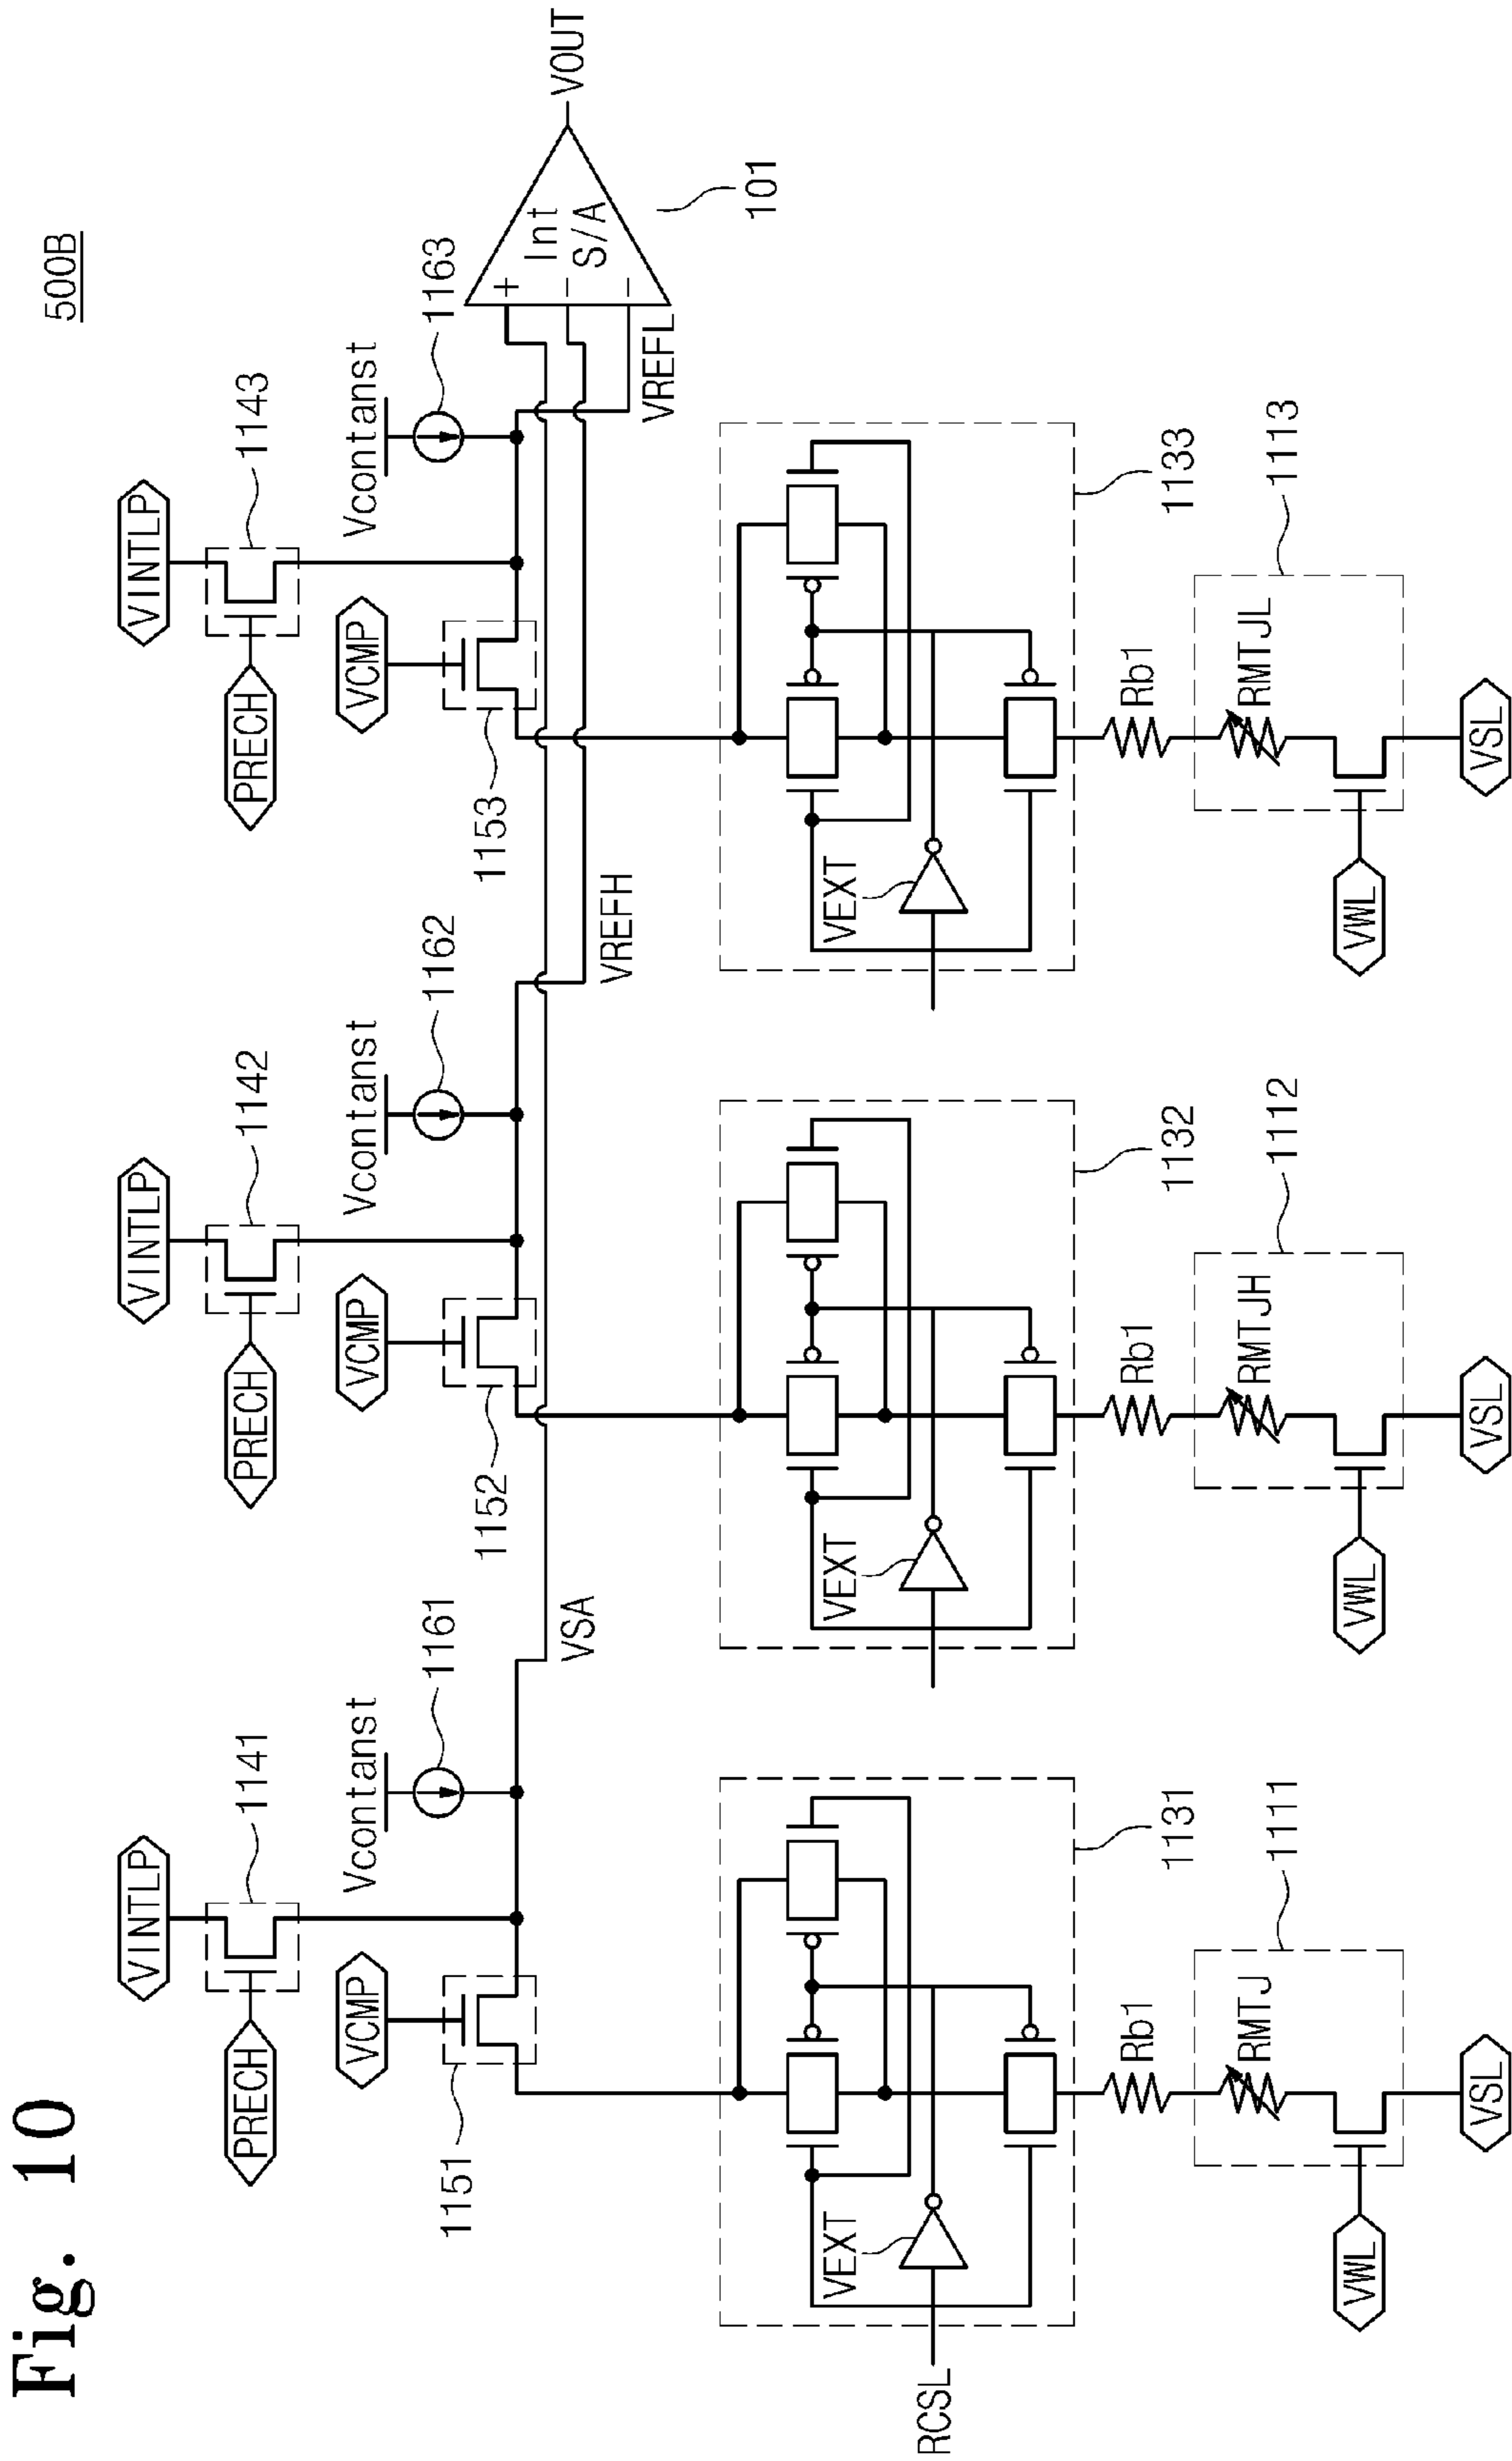 Fig. 10
500B
VINTLP
1141
VINTLP
1142
VINTLP
1143
PRECH
PRECH
PRECH
Vcontanst
1161
Vcontanst
1162
Vcontanst
1163
VCMP
VCMP
VCMP
1151
1152
1153
VSA
VREFH
VREFL
+
−
−
Int
S/A
VOUT
101
VEXT
VEXT
VEXT
RCSL
1131
1132
1133
Rb1
Rb1
Rb1
RMTJ
1111
RMTJH
1112
RMTJL
1113
VWL
VWL
VWL
VSL
VSL
VSL